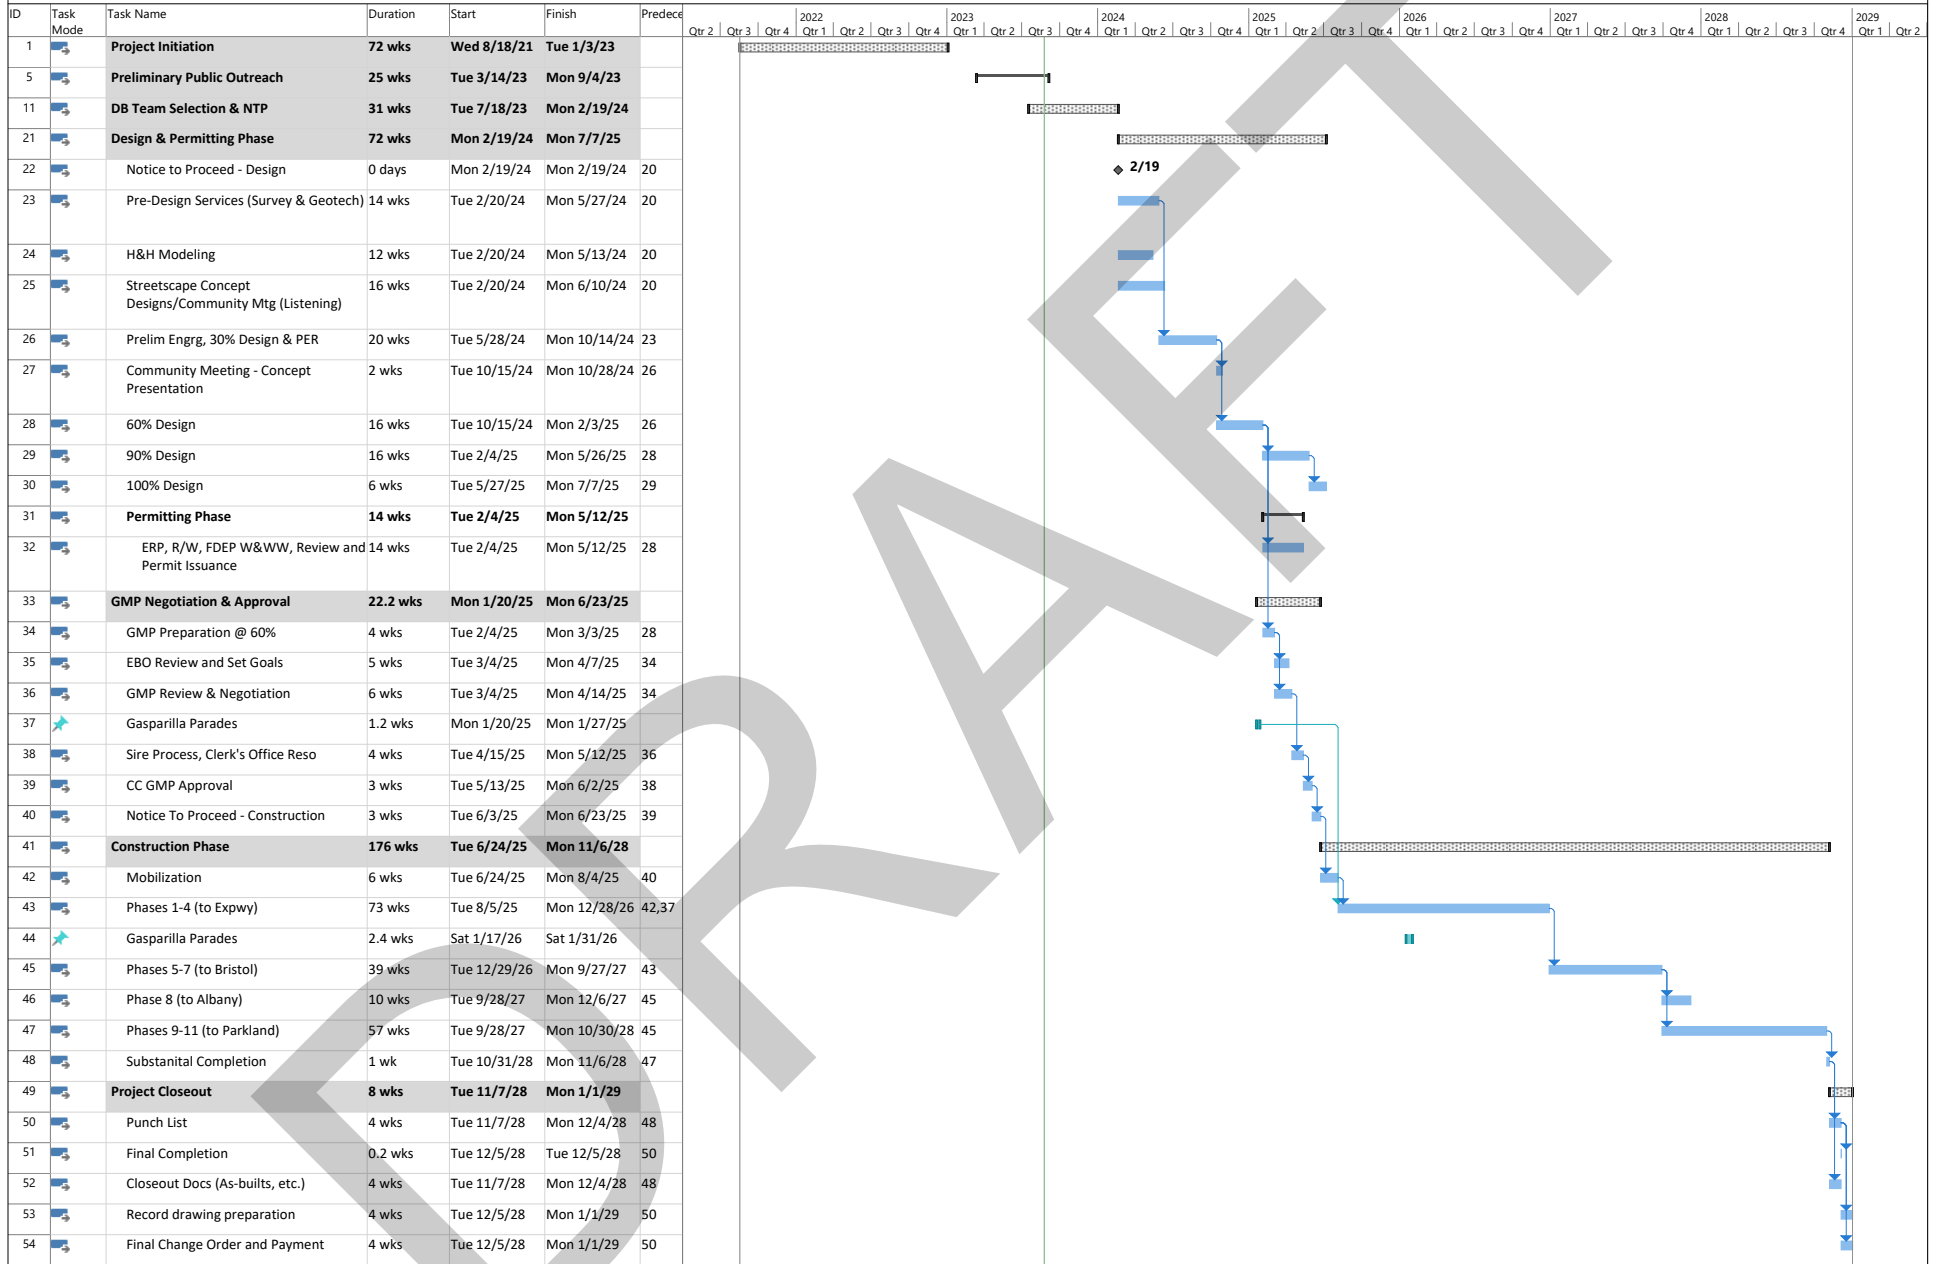 ID Task Mode Task Name Duration Start Finish Predece
2022 2023 2024 2025 2026 2027 2028 2029
Qtr 2 Qtr 3 Qtr 4 Qtr 1 Qtr 2 Qtr 3 Qtr 4 Qtr 1 Qtr 2 Qtr 3 Qtr 4 Qtr 1 Qtr 2 Qtr 3 Qtr 4 Qtr 1 Qtr 2 Qtr 3 Qtr 4 Qtr 1 Qtr 2 Qtr 3 Qtr 4 Qtr 1 Qtr 2 Qtr 3 Qtr 4 Qtr 1 Qtr 2 Qtr 3 Qtr 4 Qtr 1 Qtr 2
1 Project Initiation 72 wks Wed 8/18/21 Tue 1/3/23
5 Preliminary Public Outreach 25 wks Tue 3/14/23 Mon 9/4/23
11 DB Team Selection & NTP 31 wks Tue 7/18/23 Mon 2/19/24
21 Design & Permitting Phase 72 wks Mon 2/19/24 Mon 7/7/25
22 Notice to Proceed - Design 0 days Mon 2/19/24 Mon 2/19/24 20 2/19
23 Pre-Design Services (Survey & Geotech) 14 wks Tue 2/20/24 Mon 5/27/24 20
24 H&H Modeling 12 wks Tue 2/20/24 Mon 5/13/24 20
25 Streetscape Concept 16 wks Tue 2/20/24 Mon 6/10/24 20
Designs/Community Mtg (Listening)
26 Prelim Engrg, 30% Design & PER 20 wks Tue 5/28/24 Mon 10/14/24 23
27 Community Meeting - Concept 2 wks Tue 10/15/24 Mon 10/28/24 26
Presentation
28 60% Design 16 wks Tue 10/15/24 Mon 2/3/25 26
29 90% Design 16 wks Tue 2/4/25 Mon 5/26/25 28
30 100% Design 6 wks Tue 5/27/25 Mon 7/7/25 29
31 Permitting Phase 14 wks Tue 2/4/25 Mon 5/12/25
32 ERP, R/W, FDEP W&WW, Review and 14 wks Tue 2/4/25 Mon 5/12/25 28
Permit Issuance
33 GMP Negotiation & Approval 22.2 wks Mon 1/20/25 Mon 6/23/25
34 GMP Preparation @ 60% 4 wks Tue 2/4/25 Mon 3/3/25 28
35 EBO Review and Set Goals 5 wks Tue 3/4/25 Mon 4/7/25 34
36 GMP Review & Negotiation 6 wks Tue 3/4/25 Mon 4/14/25 34
37 Gasparilla Parades 1.2 wks Mon 1/20/25 Mon 1/27/25
38 Sire Process, Clerk's Office Reso 4 wks Tue 4/15/25 Mon 5/12/25 36
39 CC GMP Approval 3 wks Tue 5/13/25 Mon 6/2/25 38
40 Notice To Proceed - Construction 3 wks Tue 6/3/25 Mon 6/23/25 39
41 Construction Phase 176 wks Tue 6/24/25 Mon 11/6/28
42 Mobilization 6 wks Tue 6/24/25 Mon 8/4/25 40
43 Phases 1-4 (to Expwy) 73 wks Tue 8/5/25 Mon 12/28/26 42,37
44 Gasparilla Parades 2.4 wks Sat 1/17/26 Sat 1/31/26
45 Phases 5-7 (to Bristol) 39 wks Tue 12/29/26 Mon 9/27/27 43
46 Phase 8 (to Albany) 10 wks Tue 9/28/27 Mon 12/6/27 45
47 Phases 9-11 (to Parkland) 57 wks Tue 9/28/27 Mon 10/30/28 45
48 Substanital Completion 1 wk Tue 10/31/28 Mon 11/6/28 47
49 Project Closeout 8 wks Tue 11/7/28 Mon 1/1/29
50 Punch List 4 wks Tue 11/7/28 Mon 12/4/28 48
51 Final Completion 0.2 wks Tue 12/5/28 Tue 12/5/28 50
52 Closeout Docs (As-builts, etc.) 4 wks Tue 11/7/28 Mon 12/4/28 48
53 Record drawing preparation 4 wks Tue 12/5/28 Mon 1/1/29 50
54 Final Change Order and Payment 4 wks Tue 12/5/28 Mon 1/1/29 50
DRAFT